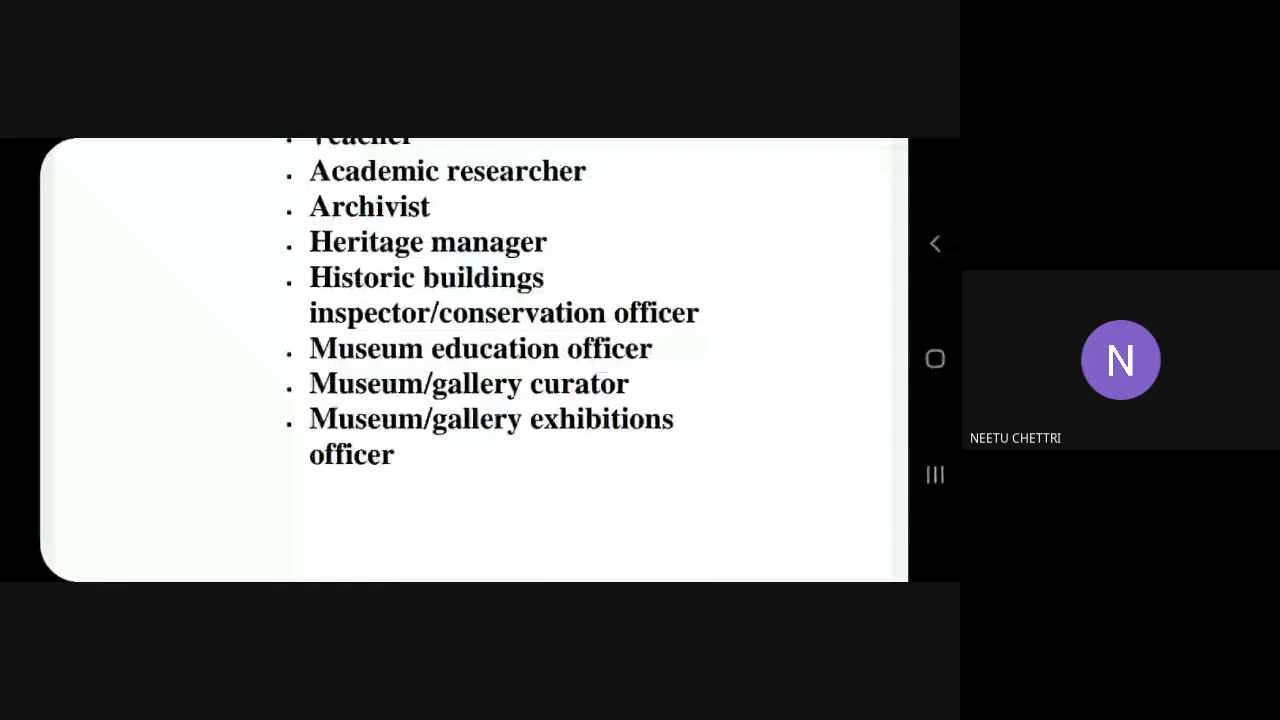 Teacher
Academic researcher
Archivist
Heritage manager
Historic buildings
inspector/conservation officer
Museum education officer
Museum/gallery curator
Museum/gallery exhibitions
officer
N
NEETU CHETTRI